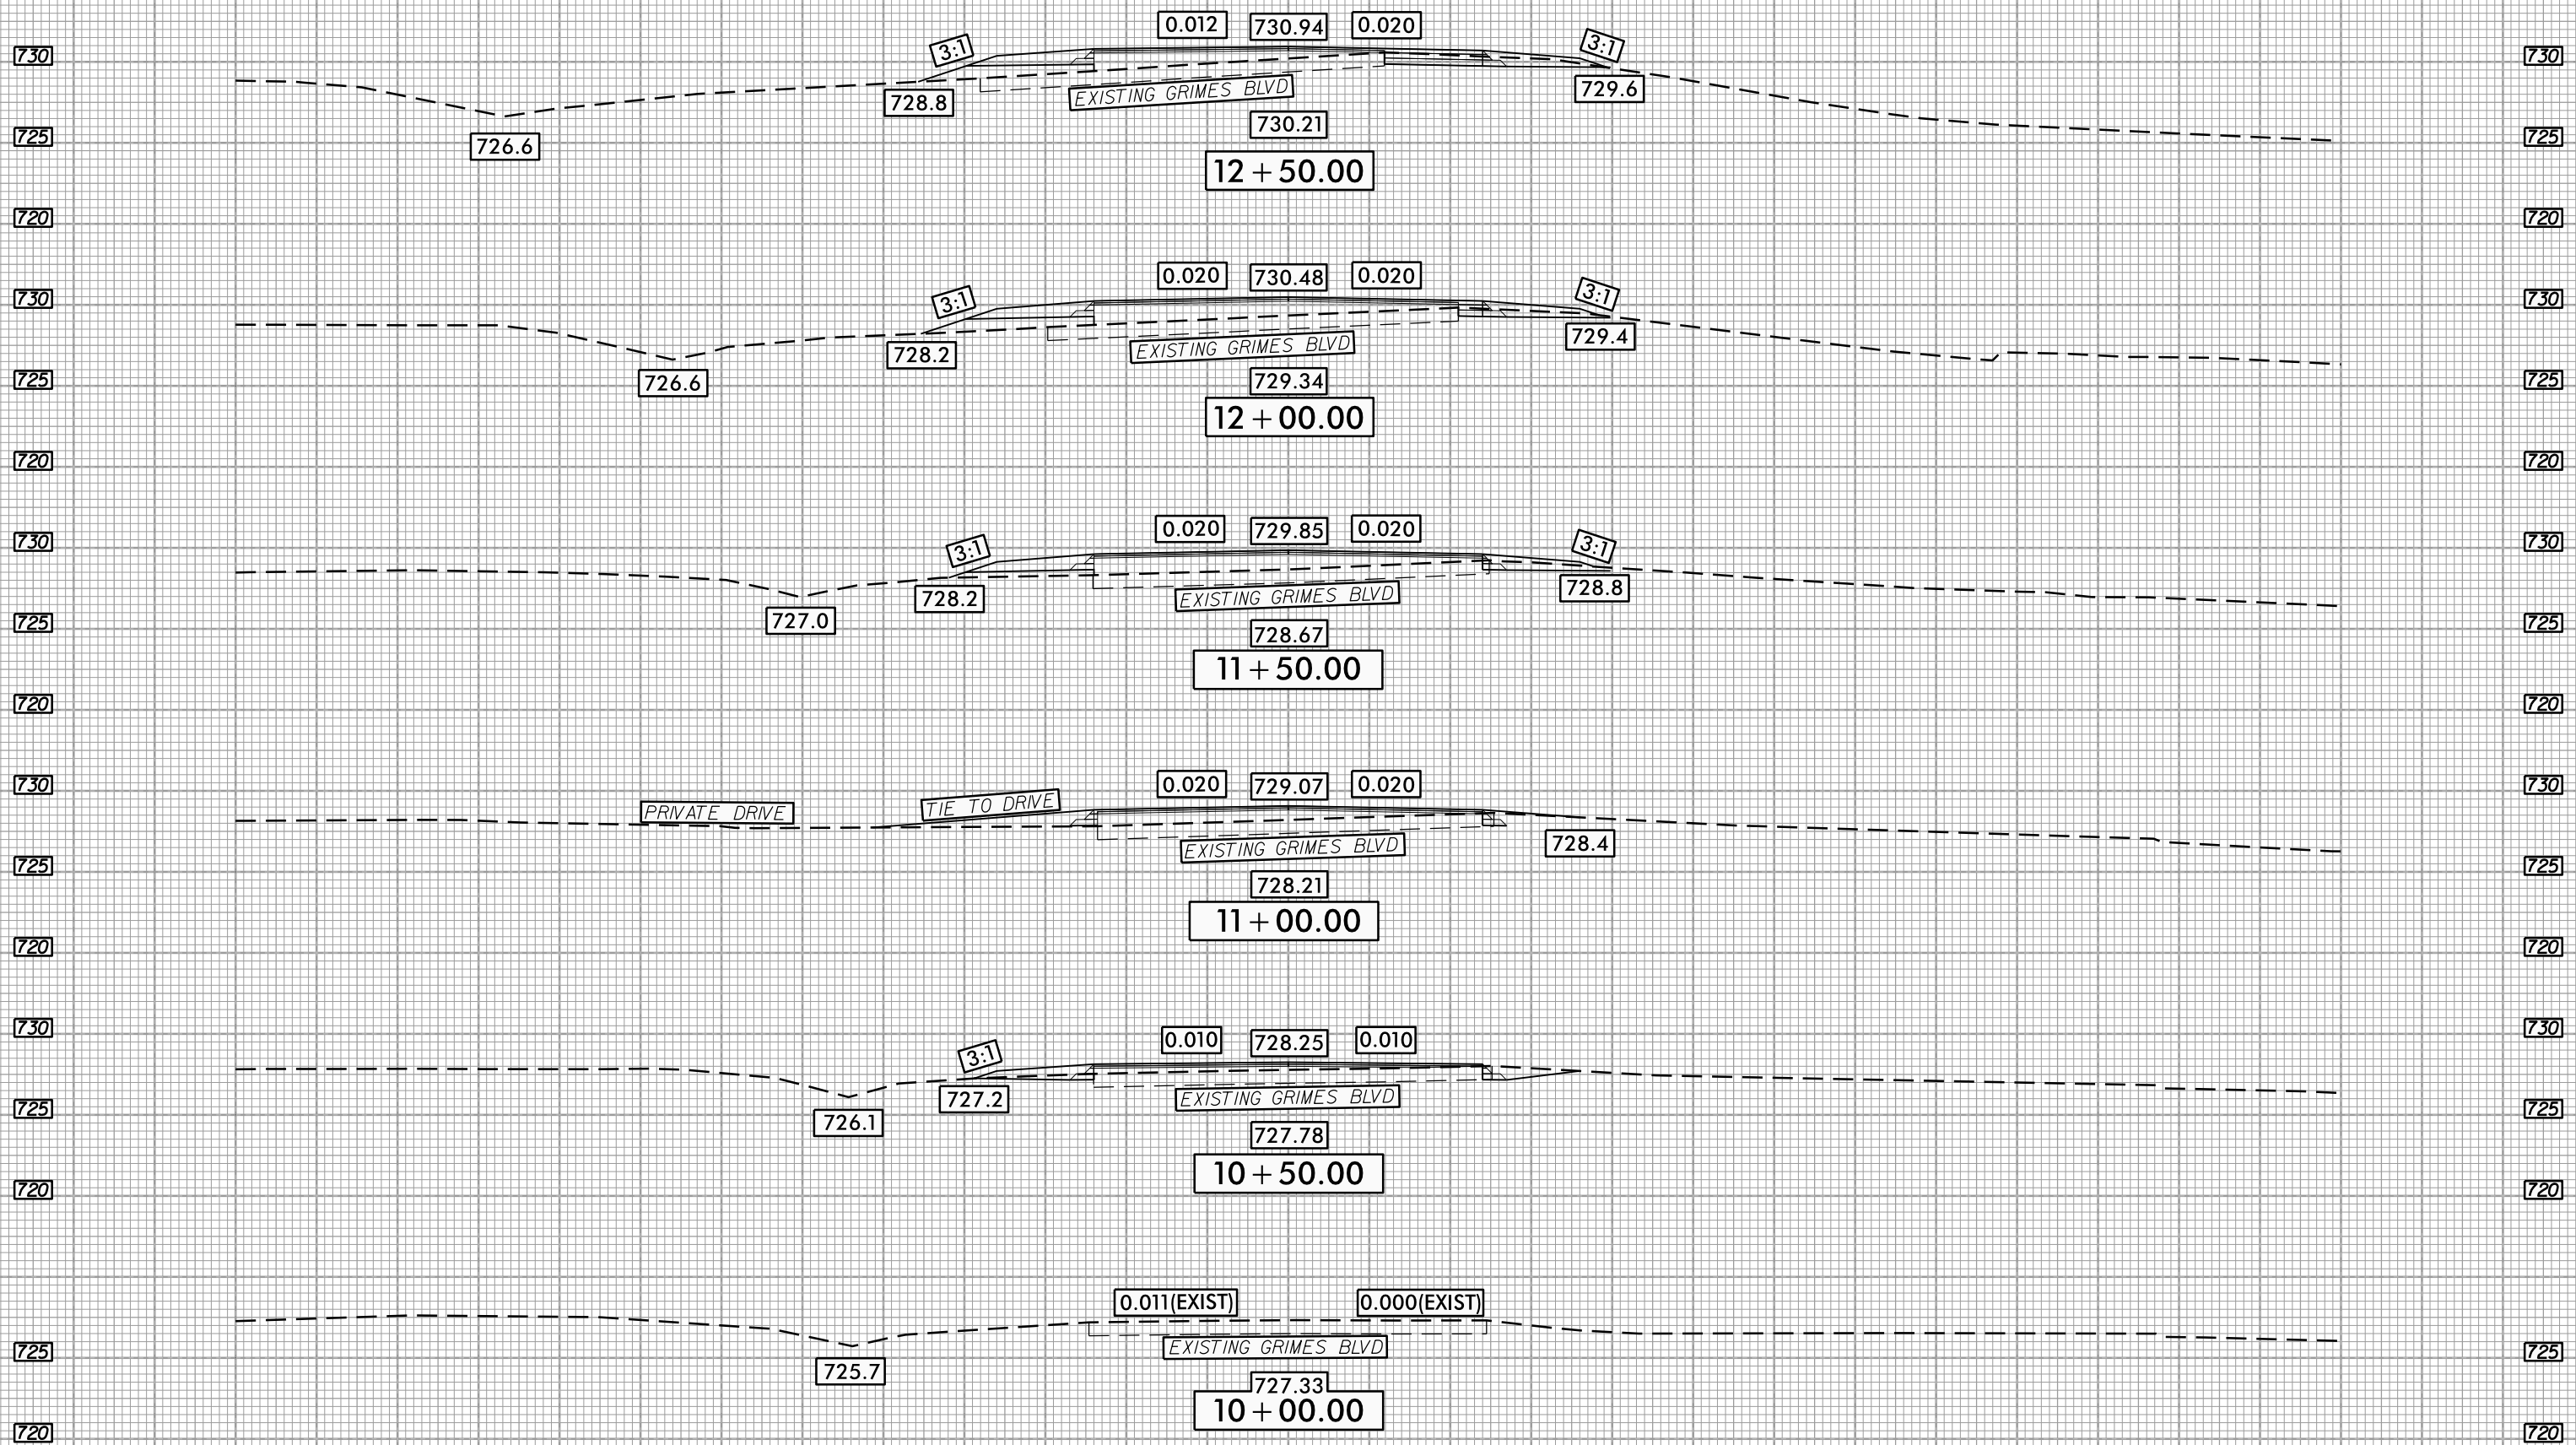 0.012 730.94 0.020
3:1 3:1
730 730
EXISTING GRIMES BLVD
728.8 729.6
730.21
725 725
726.6
12+50.00
720 720
0.020 730.48 0.020
3:1 3:1
730 730
EXISTING GRIMES BLVD
728.2 729.4
726.6 729.34
725 725
12+00.00
720 720
0.020 729.85 0.020
730 3:1 3:1 730
728.2 EXISTING GRIMES BLVD 728.8
725 727.0 725
728.67
11+50.00
720 720
730 0.020 729.07 0.020 730
PRIVATE DRIVE TIE TO DRIVE
EXISTING GRIMES BLVD 728.4
725 725
728.21
11+00.00
720 720
730 0.010 728.25 0.010 730
3:1
727.2 EXISTING GRIMES BLVD
725 725
726.1 727.78
10+50.00
720 720
0.011(EXIST) 0.000(EXIST)
725 EXISTING GRIMES BLVD 725
725.7
727.33
10+00.00
720 720